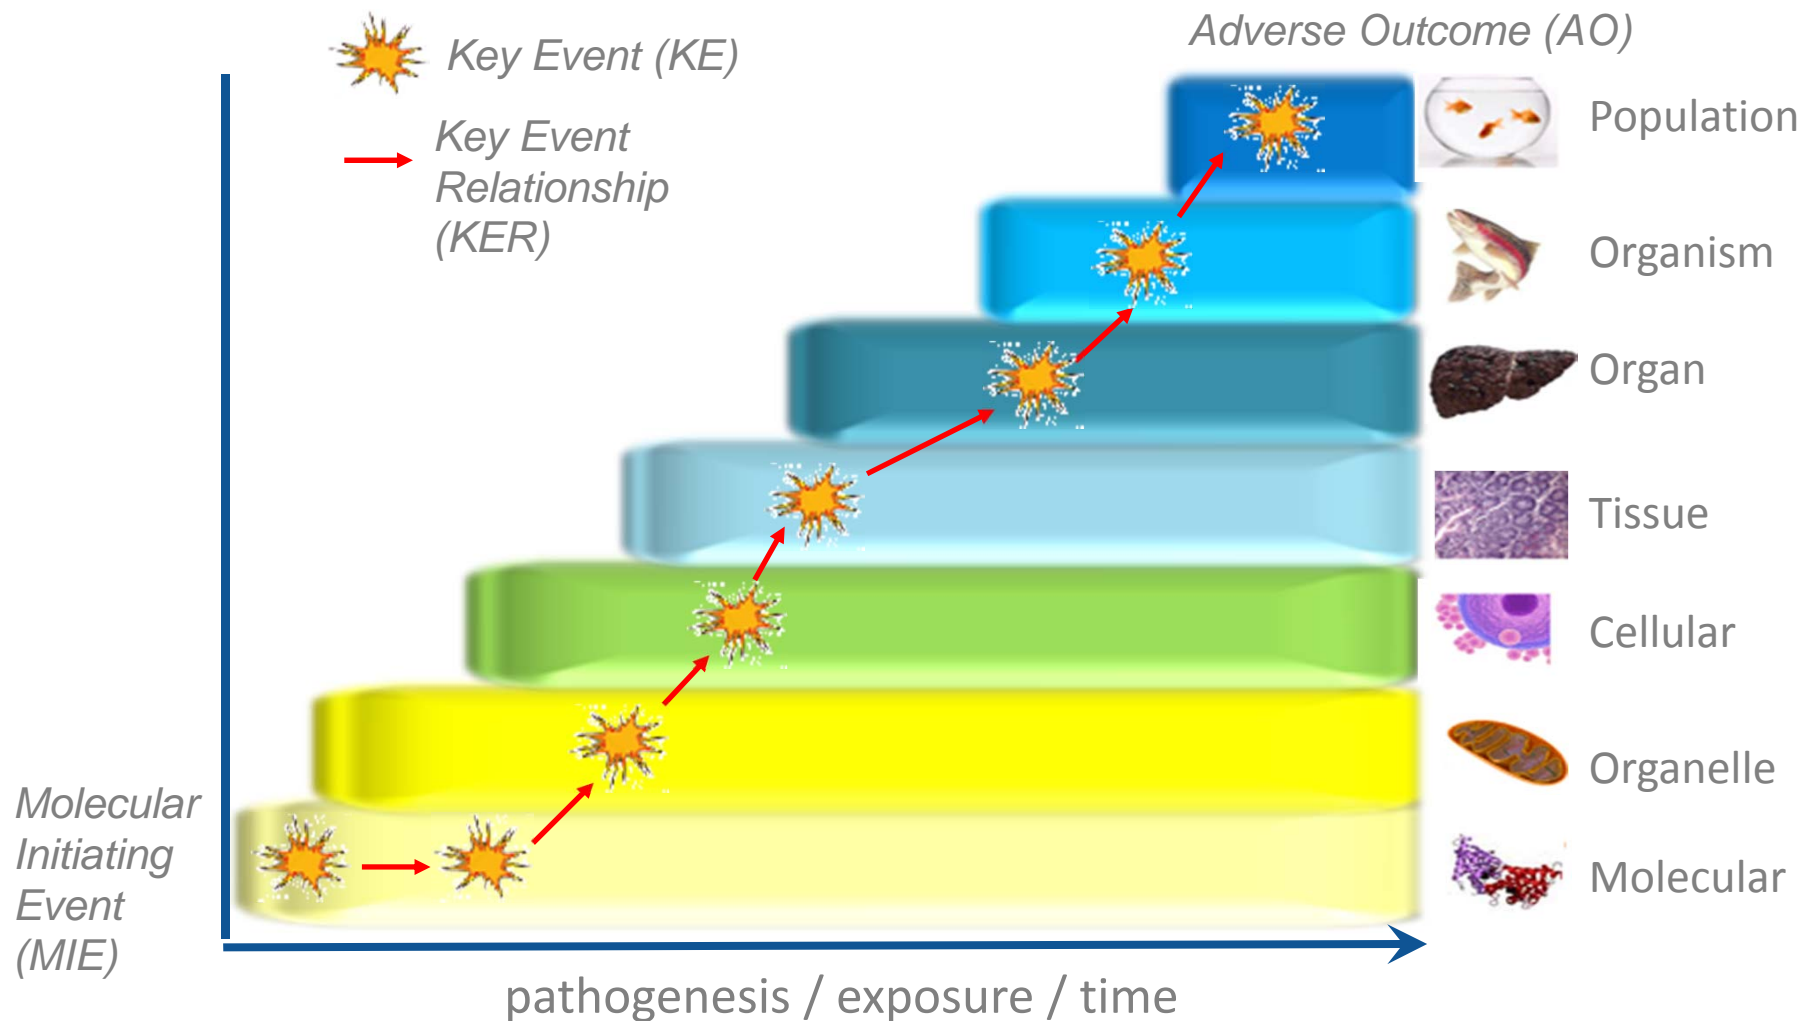 Key Event (KE)
Key Event
Relationship
(KER)
Adverse Outcome (AO)
Population
Organism
Organ
Tissue
Cellular
Organelle
Molecular
Molecular
Initiating
Event
(MIE)
pathogenesis / exposure / time